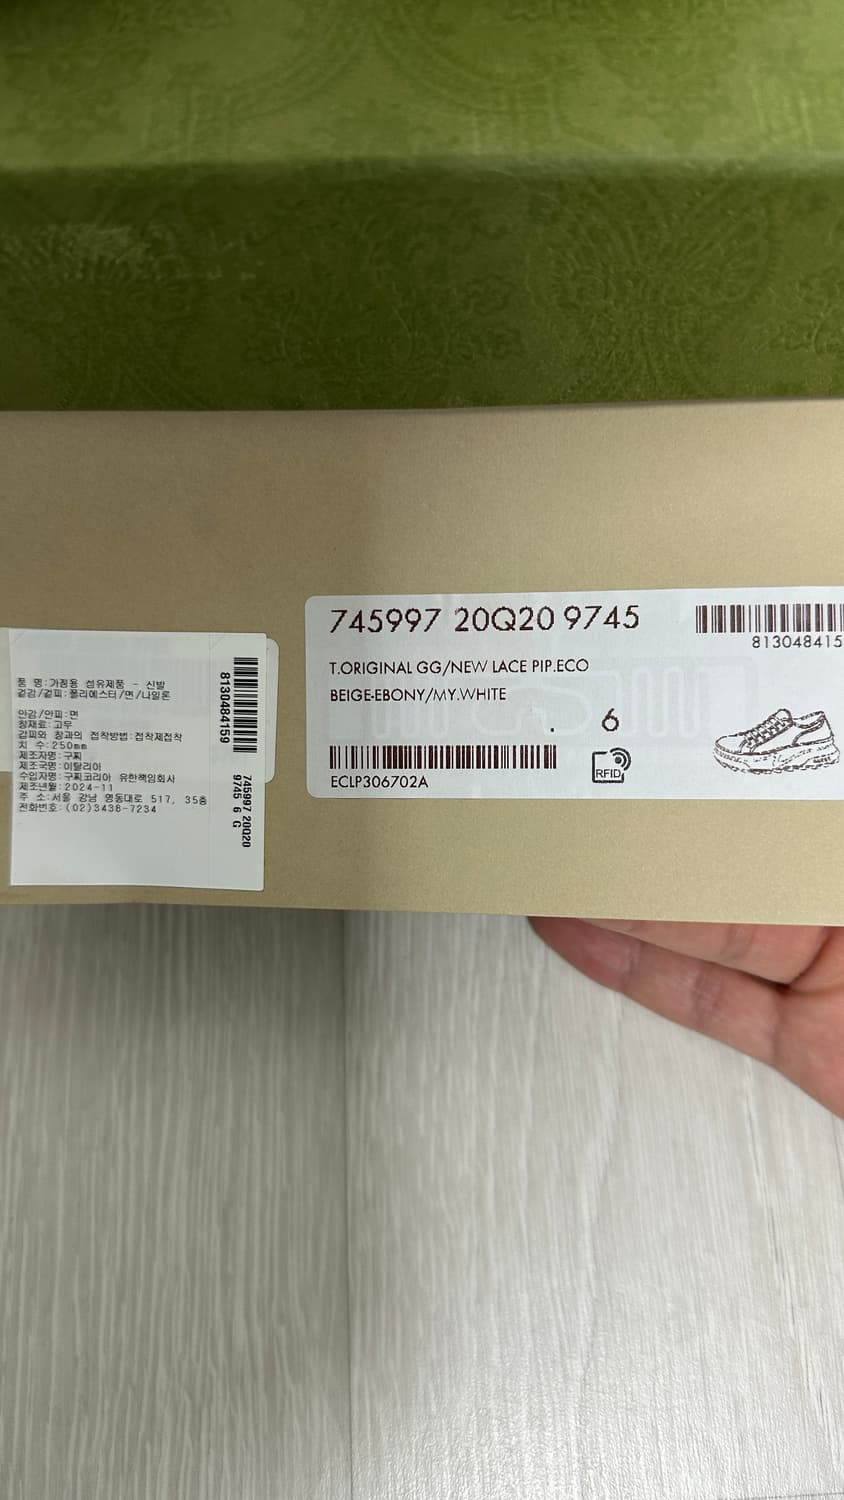 745997 20Q20 9745
813048415
T.ORIGINAL GG/NEW LACE PIP.ECO
BEIGE-EBONY/MY.WHITE
. 6
RFID
ECLP306702A
품 명:가정용 섬유제품 - 신발
겉감/겉피:폴리에스터/면/나일론
안감/안피:면
창재료:고무
갑피와 창과의 접착방법:접착제접착
치 수:250mm
제조자명:구찌
제조국명:이탈리아
수입자명:구찌코리아 유한책임회사
제조년월:2024-11
주 소:서울 강남 영동대로 517, 35층
전화번호:(02)3438-7234
8130484159
745997 20Q20
9745 6 G